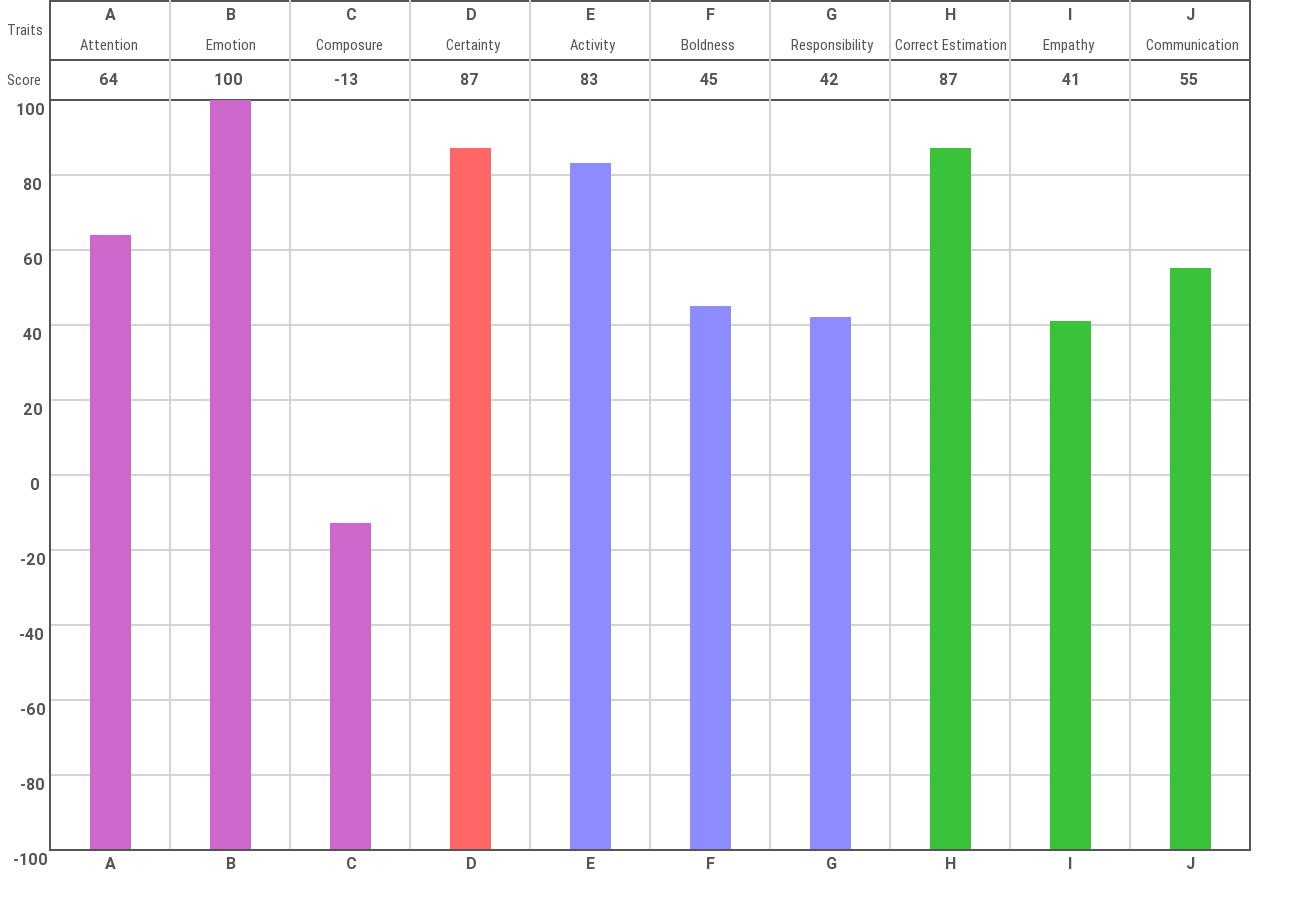 A B C D E F G H I J
Traits
Attention Emotion Composure Certainty Activity Boldness Responsibility Correct Estimation Empathy Communication
Score 64 100 -13 87 83 45 42 87 41 55
100
80
60
40
20
0
-20
-40
-60
-80
-100
A B C D E F G H I J